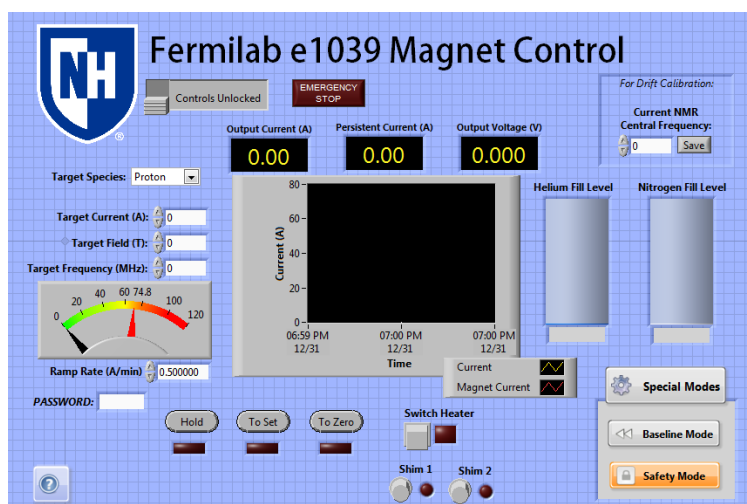 NH
®
Fermilab e1039 Magnet Control
Controls Unlocked
EMERGENCY
STOP
For Drift Calibration:
Current NMR
Central Frequency:
0
Save
Output Current (A)
Persistent Current (A)
Output Voltage (V)
0.00
0.00
0.000
Target Species: Proton
Target Current (A): 0
Target Field (T): 0
Target Frequency (MHz): 0
0 20 40 60 74.8 100 120
Ramp Rate (A/min) 0.500000
PASSWORD:
Current (A)
80
60
40
20
0
06:59 PM
12/31
07:00 PM
12/31
07:00 PM
12/31
Time
Current
Magnet Current
Helium Fill Level
Nitrogen Fill Level
Hold
To Set
To Zero
Switch Heater
Shim 1
Shim 2
Special Modes
Baseline Mode
Safety Mode
?